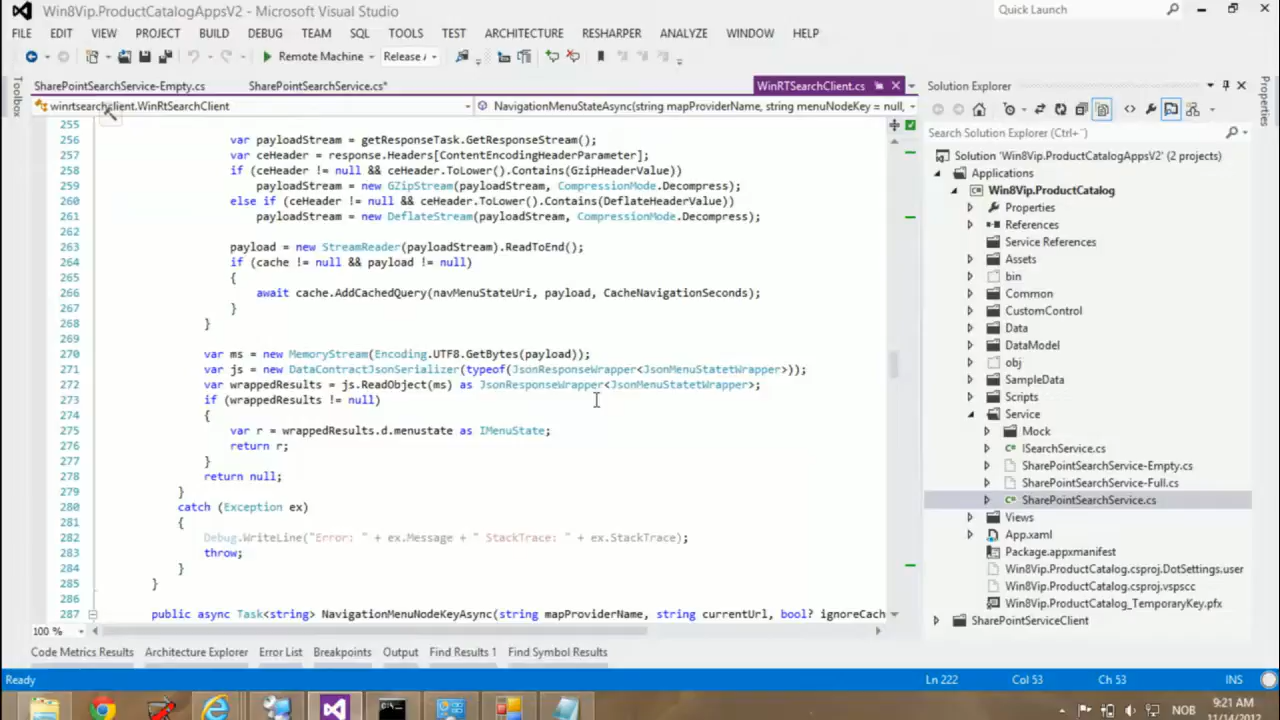 Win8Vip.ProductCatalogAppsV2 - Microsoft Visual Studio
Quick Launch
FILE EDIT VIEW PROJECT BUILD DEBUG TEAM SQL TOOLS TEST ARCHITECTURE RESHARPER ANALYZE WINDOW HELP
Remote Machine Release
SharePointSearchService-Empty.cs SharePointSearchService.cs* WinRTSearchClient.cs
Toolbox
winrtsearchclient.WinRtSearchClient NavigationMenuStateAsync(string mapProviderName, string menuNodeKey = null,
255
256 var payloadStream = getResponseTask.GetResponseStream();
257 var ceHeader = response.Headers[ContentEncodingHeaderParameter];
258 if (ceHeader != null && ceHeader.ToLower().Contains(GzipHeaderValue))
259 payloadStream = new GZipStream(payloadStream, CompressionMode.Decompress);
260 else if (ceHeader != null && ceHeader.ToLower().Contains(DeflateHeaderValue))
261 payloadStream = new DeflateStream(payloadStream, CompressionMode.Decompress);
262
263 payload = new StreamReader(payloadStream).ReadToEnd();
264 if (cache != null && payload != null)
265 {
266 await cache.AddCachedQuery(navMenuStateUri, payload, CacheNavigationSeconds);
267 }
268 }
269
270 var ms = new MemoryStream(Encoding.UTF8.GetBytes(payload));
271 var js = new DataContractJsonSerializer(typeof(JsonResponseWrapper<JsonMenuStatetWrapper>));
272 var wrappedResults = js.ReadObject(ms) as JsonResponseWrapper<JsonMenuStatetWrapper>;
273 if (wrappedResults != null)
274 {
275 var r = wrappedResults.d.menustate as IMenuState;
276 return r;
277 }
278 return null;
279 }
280 catch (Exception ex)
281 {
282 Debug.WriteLine("Error: " + ex.Message + " StackTrace: " + ex.StackTrace);
283 throw;
284 }
285 }
286
287 public async Task<string> NavigationMenuNodeKeyAsync(string mapProviderName, string currentUrl, bool? ignoreCach
100 %
Solution Explorer
Search Solution Explorer (Ctrl+¨)
Solution 'Win8Vip.ProductCatalogAppsV2' (2 projects)
Applications
Win8Vip.ProductCatalog
Properties
References
Service References
Assets
bin
Common
CustomControl
Data
DataModel
obj
SampleData
Scripts
Service
Mock
ISearchService.cs
SharePointSearchService-Empty.cs
SharePointSearchService-Full.cs
SharePointSearchService.cs
Views
App.xaml
Package.appxmanifest
Win8Vip.ProductCatalog.csproj.DotSettings.user
Win8Vip.ProductCatalog.csproj.vspscc
Win8Vip.ProductCatalog_TemporaryKey.pfx
SharePointServiceClient
Properties
Code Metrics Results Architecture Explorer Error List Breakpoints Output Find Results 1 Find Symbol Results
Ready Ln 222 Col 53 Ch 53 INS
NOB 9:21 AM
11/14/2012